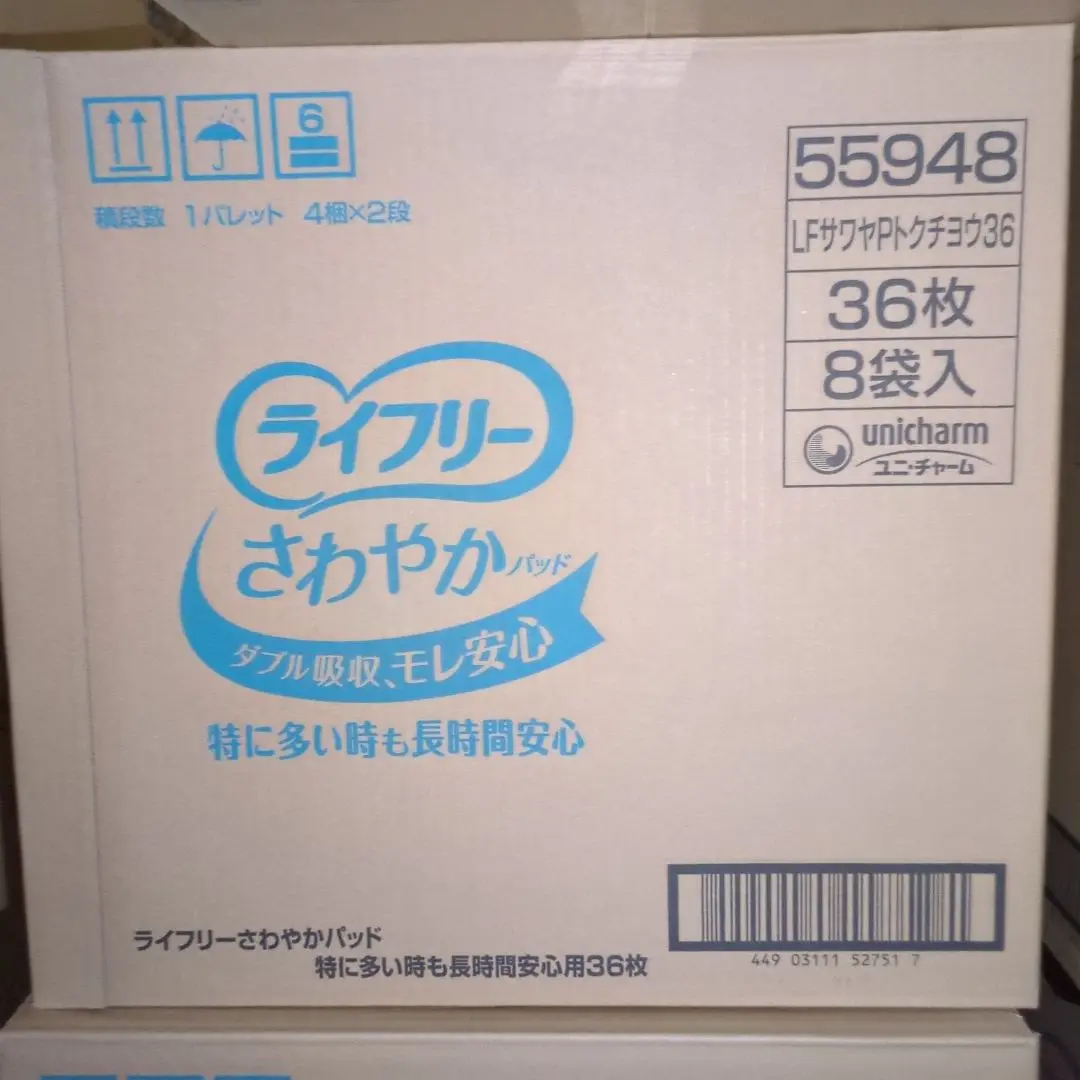 6
積段数 1パレット 4梱×2段
55948
LFサワヤPトクチヨウ36
36枚
8袋入
unicharm
ユニ・チャーム
ライフリー
さわやかパッド
ダブル吸収、モレ安心
特に多い時も長時間安心
ライフリーさわやかパッド
特に多い時も長時間安心用36枚
449 03111 52751 7